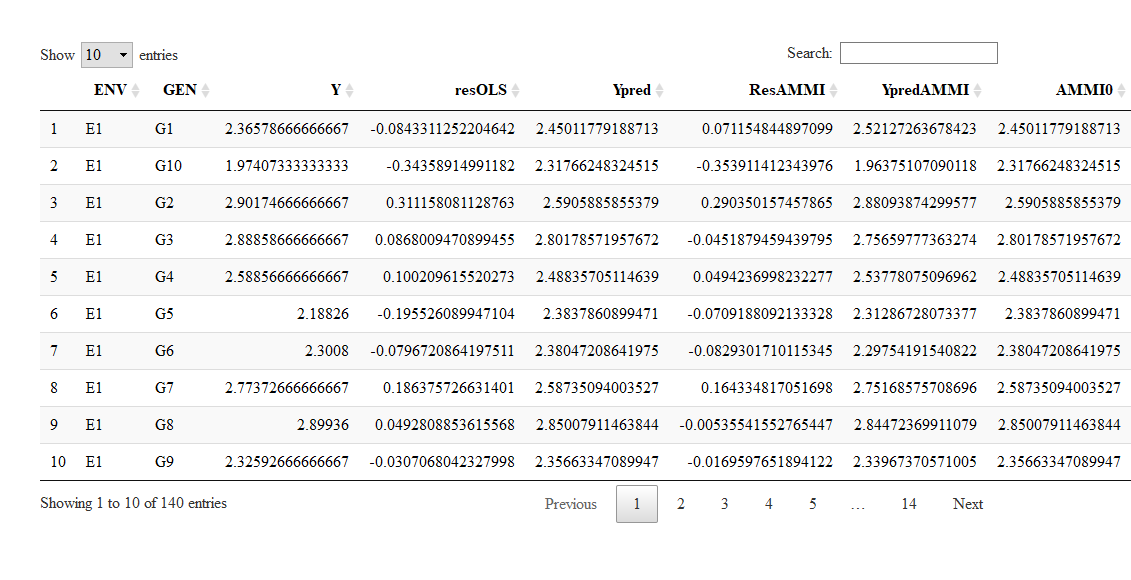 Show 10 entries Search:
ENV GEN Y resOLS Ypred ResAMMI YpredAMMI AMMI0
1 E1 G1 2.36578666666667 -0.0843311252204642 2.45011779188713 0.071154844897099 2.52127263678423 2.45011779188713
2 E1 G10 1.97407333333333 -0.34358914991182 2.31766248324515 -0.353911412343976 1.96375107090118 2.31766248324515
3 E1 G2 2.90174666666667 0.311158081128763 2.5905885855379 0.290350157457865 2.88093874299577 2.5905885855379
4 E1 G3 2.88858666666667 0.0868009470899455 2.80178571957672 -0.0451879459439795 2.75659777363274 2.80178571957672
5 E1 G4 2.58856666666667 0.100209615520273 2.48835705114639 0.0494236998232277 2.53778075096962 2.48835705114639
6 E1 G5 2.18826 -0.195526089947104 2.3837860899471 -0.0709188092133328 2.31286728073377 2.3837860899471
7 E1 G6 2.3008 -0.0796720864197511 2.38047208641975 -0.0829301710115345 2.29754191540822 2.38047208641975
8 E1 G7 2.77372666666667 0.186375726631401 2.58735094003527 0.164334817051698 2.75168575708696 2.58735094003527
9 E1 G8 2.89936 0.0492808853615568 2.85007911463844 -0.00535541552765447 2.84472369911079 2.85007911463844
10 E1 G9 2.32592666666667 -0.0307068042327998 2.35663347089947 -0.0169597651894122 2.33967370571005 2.35663347089947
Showing 1 to 10 of 140 entries Previous 1 2 3 4 5 … 14 Next